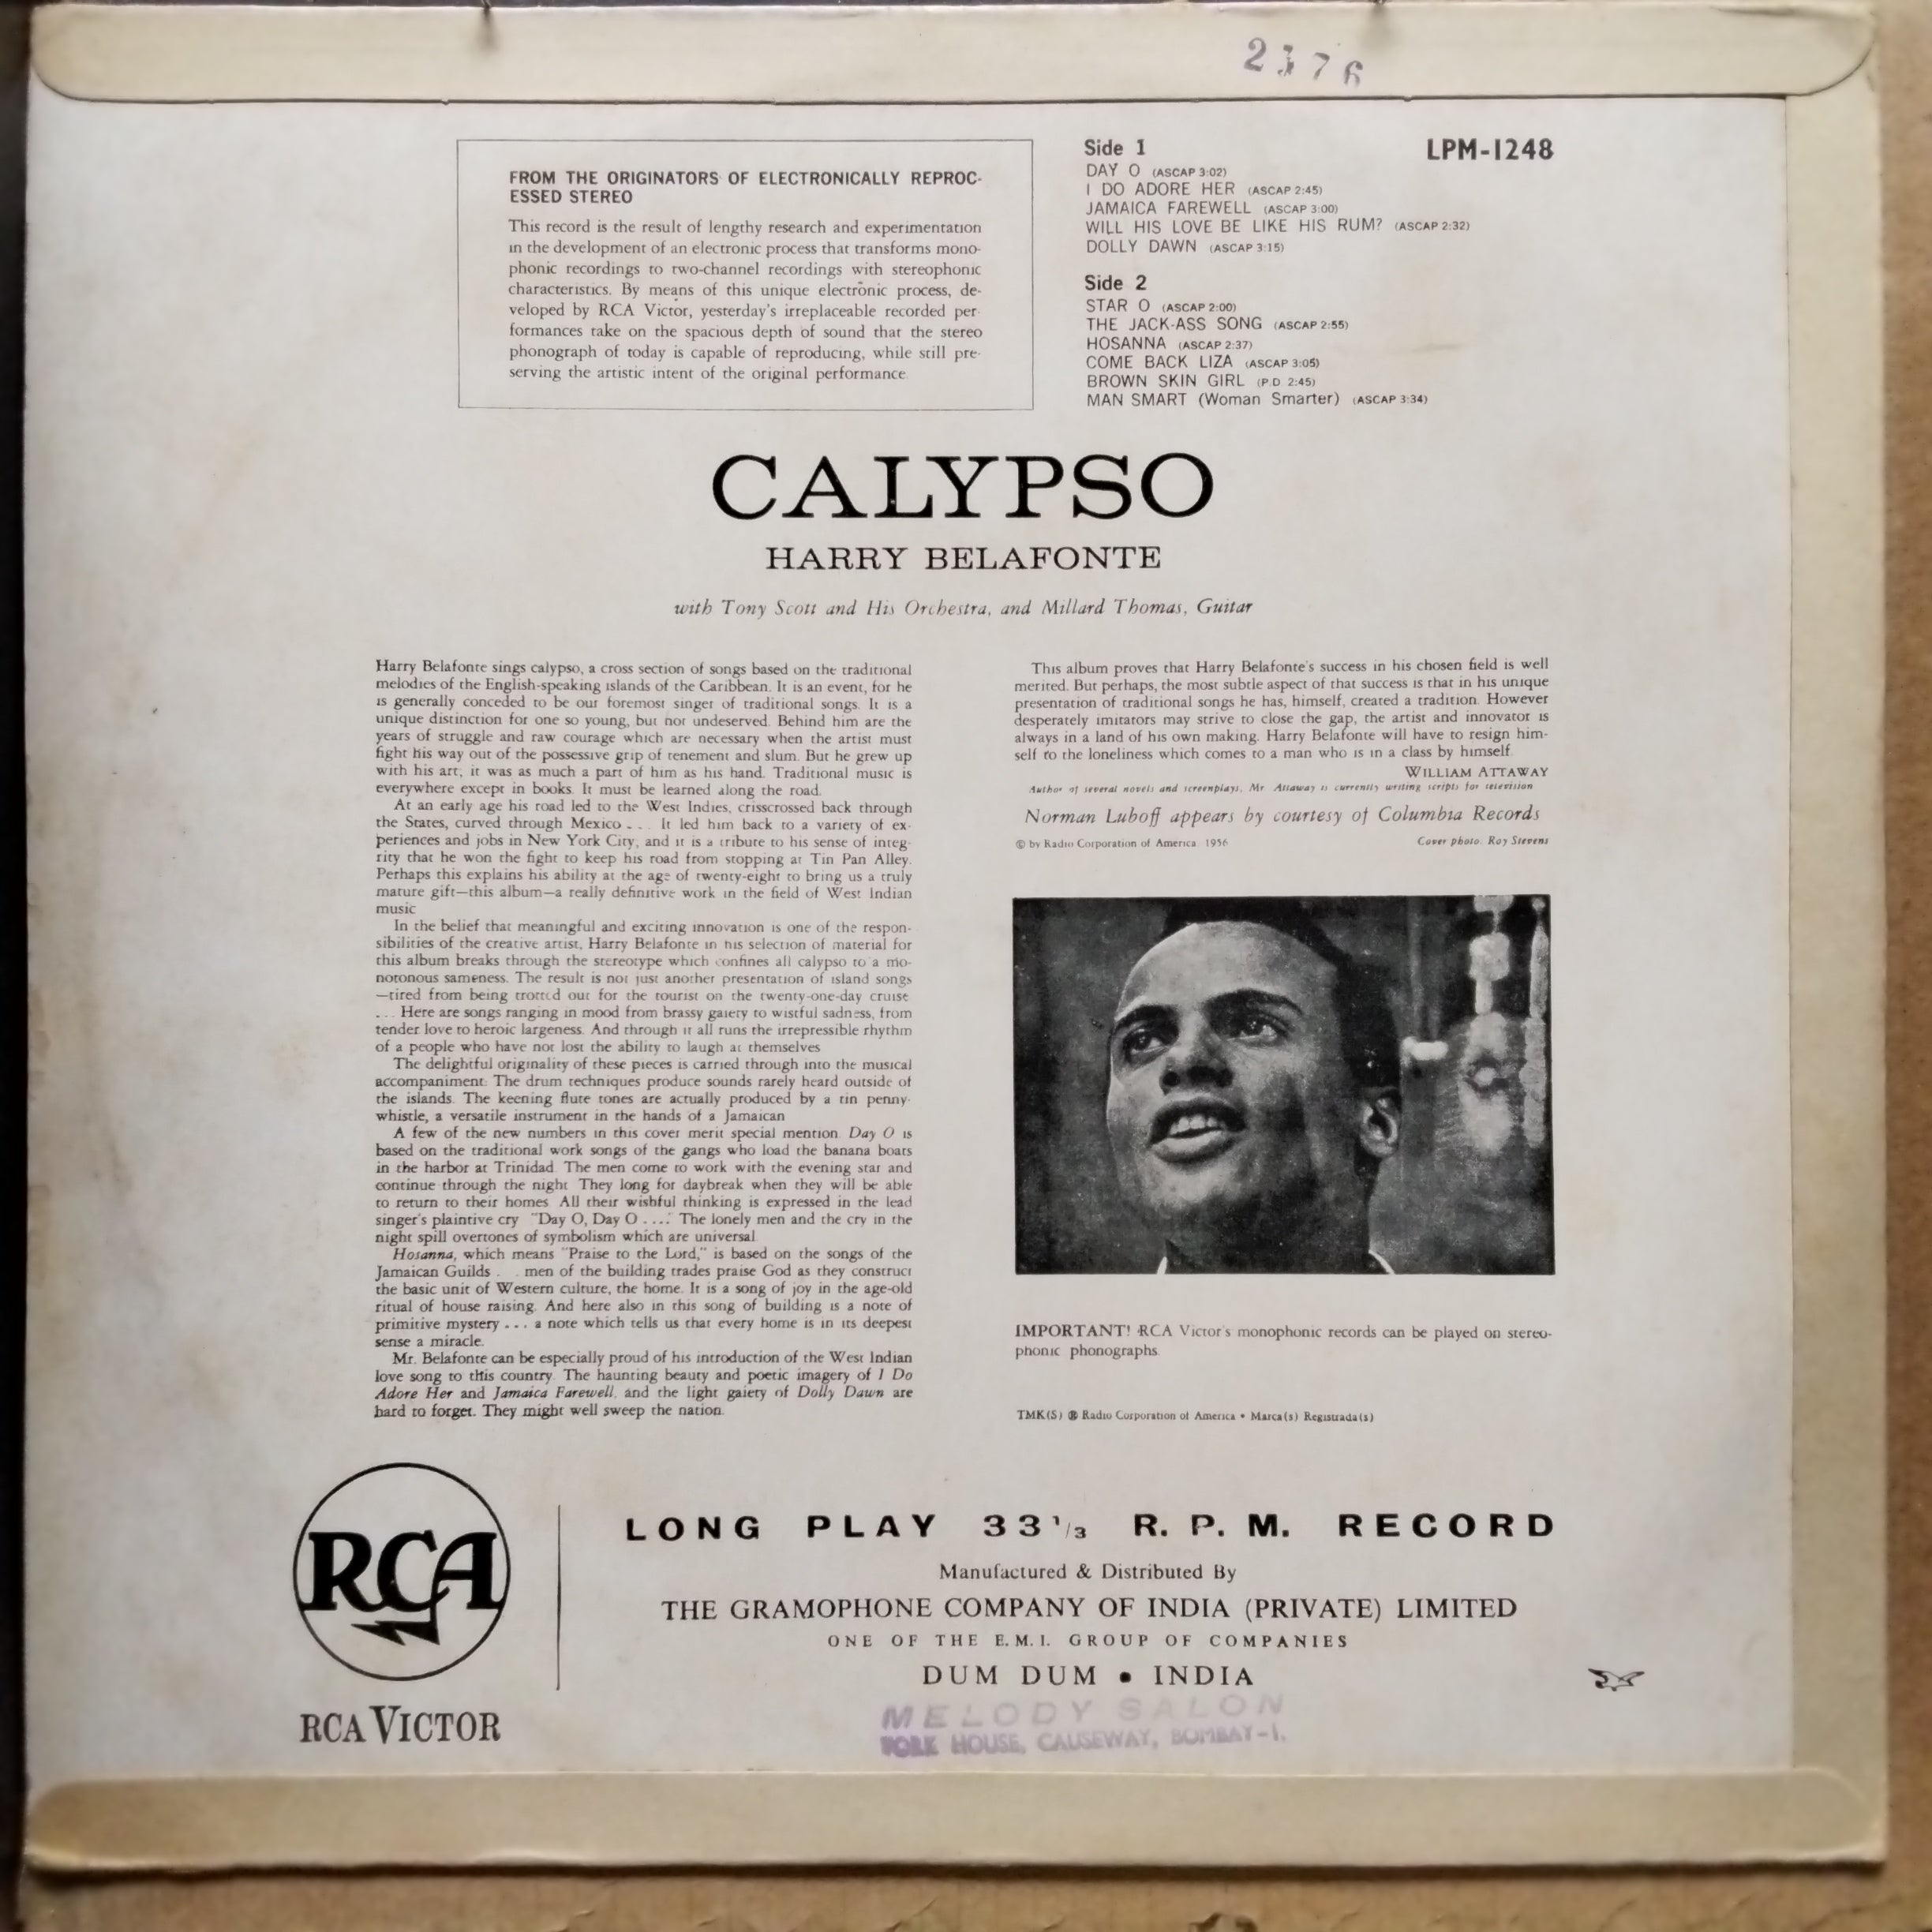 2376
FROM THE ORIGINATORS OF ELECTRONICALLY REPROC-
ESSED STEREO
This record is the result of lengthy research and experimentation
in the development of an electronic process that transforms mono-
phonic recordings to two-channel recordings with stereophonic
characteristics. By means of this unique electronic process, de-
veloped by RCA Victor, yesterday's irreplaceable recorded per-
formances take on the spacious depth of sound that the stereo
phonograph of today is capable of reproducing, while still pre-
serving the artistic intent of the original performance.
LPM-1248
Side 1
DAY O (ASCAP 3:02)
I DO ADORE HER (ASCAP 2:45)
JAMAICA FAREWELL (ASCAP 3:00)
WILL HIS LOVE BE LIKE HIS RUM? (ASCAP 2:32)
DOLLY DAWN (ASCAP 3:15)
Side 2
STAR O (ASCAP 2:00)
THE JACK-ASS SONG (ASCAP 2:55)
HOSANNA (ASCAP 2:37)
COME BACK LIZA (ASCAP 3:05)
BROWN SKIN GIRL (P.D. 2:45)
MAN SMART (Woman Smarter) (ASCAP 3:34)
CALYPSO
HARRY BELAFONTE
with Tony Scott and His Orchestra, and Millard Thomas, Guitar
Harry Belafonte sings calypso, a cross section of songs based on the traditional
melodies of the English-speaking islands of the Caribbean. It is an event, for he
is generally conceded to be our foremost singer of traditional songs. It is a
unique distinction for one so young, but not undeserved. Behind him are the
years of struggle and raw courage which are necessary when the artist must
fight his way out of the possessive grip of tenement and slum. But he grew up
with his art; it was as much a part of him as his hand. Traditional music is
everywhere except in books. It must be learned along the road.
At an early age his road led to the West Indies, crisscrossed back through
the States, curved through Mexico . . . It led him back to a variety of ex-
periences and jobs in New York City, and it is a tribute to his sense of integ-
rity that he won the fight to keep his road from stopping at Tin Pan Alley.
Perhaps this explains his ability at the age of twenty-eight to bring us a truly
mature gift—this album—a really definitive work in the field of West Indian
music
In the belief that meaningful and exciting innovation is one of the respon-
sibilities of the creative artist, Harry Belafonte in his selection of material for
this album breaks through the stereotype which confines all calypso to a mo-
notonous sameness. The result is not just another presentation of island songs
—tired from being trotted out for the tourist on the twenty-one-day cruise
. . . Here are songs ranging in mood from brassy gaiety to wistful sadness, from
tender love to heroic largeness. And through it all runs the irrepressible rhythm
of a people who have not lost the ability to laugh at themselves
The delightful originality of these pieces is carried through into the musical
accompaniment. The drum techniques produce sounds rarely heard outside of
the islands. The keening flute tones are actually produced by a tin penny-
whistle, a versatile instrument in the hands of a Jamaican
A few of the new numbers in this cover merit special mention. Day O is
based on the traditional work songs of the gangs who load the banana boats
in the harbor at Trinidad. The men come to work with the evening star and
continue through the night. They long for daybreak when they will be able
to return to their homes. All their wishful thinking is expressed in the lead
singer's plaintive cry "Day O, Day O . . . ." The lonely men and the cry in the
night spill overtones of symbolism which are universal.
Hosanna, which means "Praise to the Lord," is based on the songs of the
Jamaican Guilds . . men of the building trades praise God as they construct
the basic unit of Western culture, the home. It is a song of joy in the age-old
ritual of house raising. And here also in this song of building is a note of
primitive mystery . . . a note which tells us that every home is in its deepest
sense a miracle.
Mr. Belafonte can be especially proud of his introduction of the West Indian
love song to this country. The haunting beauty and poetic imagery of I Do
Adore Her and Jamaica Farewell, and the light gaiety of Dolly Dawn are
hard to forget. They might well sweep the nation.
This album proves that Harry Belafonte's success in his chosen field is well
merited. But perhaps, the most subtle aspect of that success is that in his unique
presentation of traditional songs he has, himself, created a tradition. However
desperately imitators may strive to close the gap, the artist and innovator is
always in a land of his own making. Harry Belafonte will have to resign him-
self to the loneliness which comes to a man who is in a class by himself.
WILLIAM ATTAWAY
Author of several novels and screenplays, Mr. Attaway is currently writing scripts for television
Norman Luboff appears by courtesy of Columbia Records
© by Radio Corporation of America. 1956
Cover photo: Roy Stevens
IMPORTANT! RCA Victor's monophonic records can be played on stereo-
phonic phonographs.
TMK(S) ® Radio Corporation of America • Marca(s) Registrada(s)
RCA
RCA VICTOR
LONG PLAY 33 1/3 R. P. M. RECORD
Manufactured & Distributed By
THE GRAMOPHONE COMPANY OF INDIA (PRIVATE) LIMITED
ONE OF THE E.M.I. GROUP OF COMPANIES
DUM DUM • INDIA
MELODY SALON
HOUSE, CAUSEWAY, BOMBAY-1.